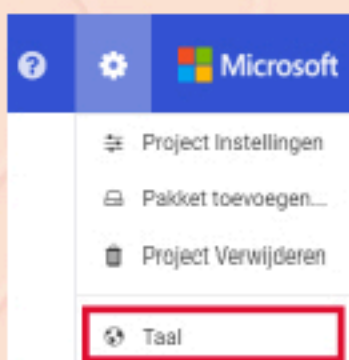 Microsoft
Project Instellingen
Pakket toevoegen...
Project Verwijderen
Taal